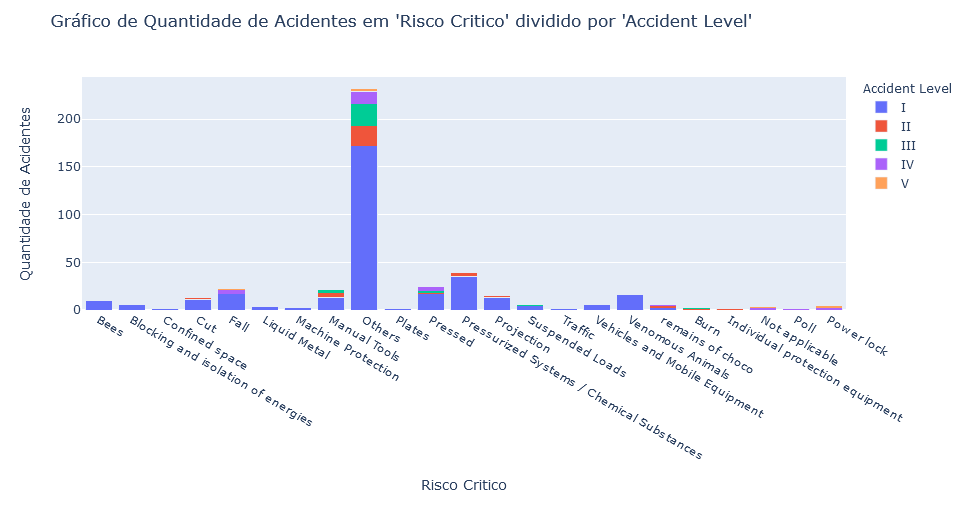 Gráfico de Quantidade de Acidentes em 'Risco Critico' dividido por 'Accident Level'
Quantidade de Acidentes
200
150
100
50
0
Bees
Blocking and isolation of energies
Confined space
Cut
Fall
Liquid Metal
Machine Protection
Manual Tools
Others
Plates
Pressed
Pressurized Systems / Chemical Substances
Projection
Suspended Loads
Traffic
Vehicles and Mobile Equipment
Venomous Animals
remains of choco
Burn
Individual protection equipment
Not applicable
Poll
Power lock
Risco Critico
Accident Level
I
II
III
IV
V